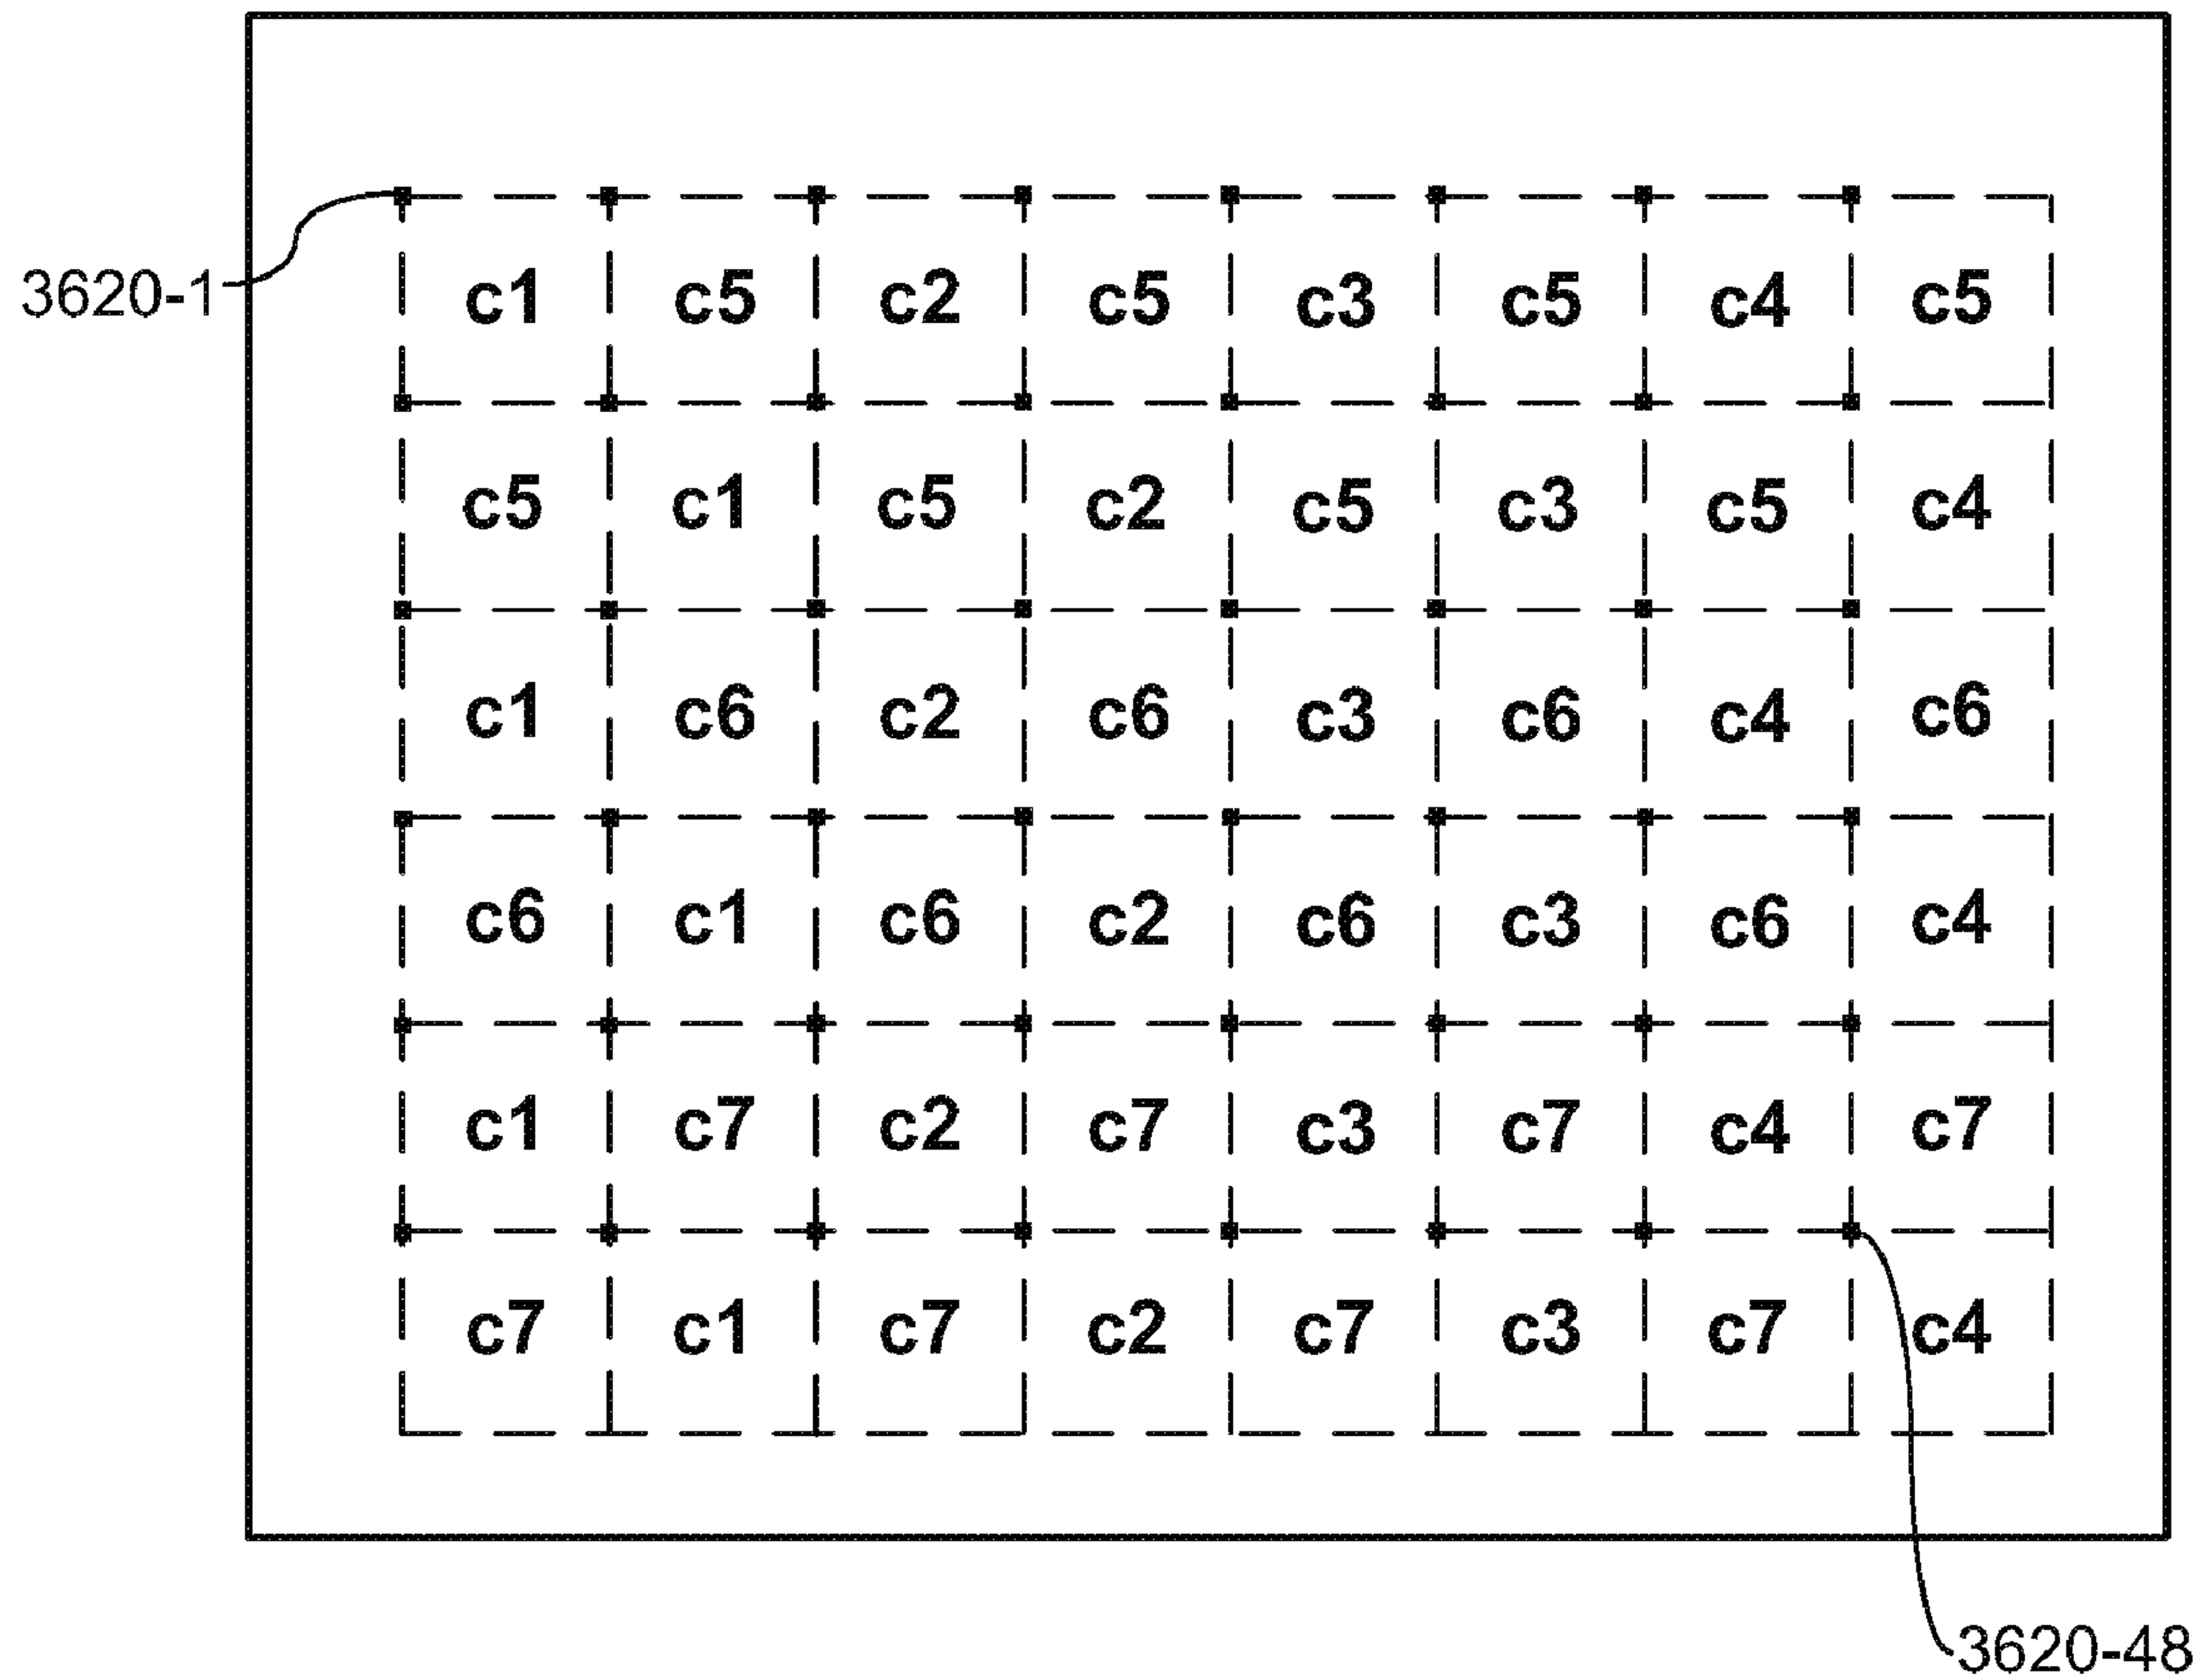 3620-1
c1 c5 c2 c5 c3 c5 c4 c5
c5 c1 c5 c2 c5 c3 c5 c4
c1 c6 c2 c6 c3 c6 c4 c6
c6 c1 c6 c2 c6 c3 c6 c4
c1 c7 c2 c7 c3 c7 c4 c7
c7 c1 c7 c2 c7 c3 c7 c4
3620-48